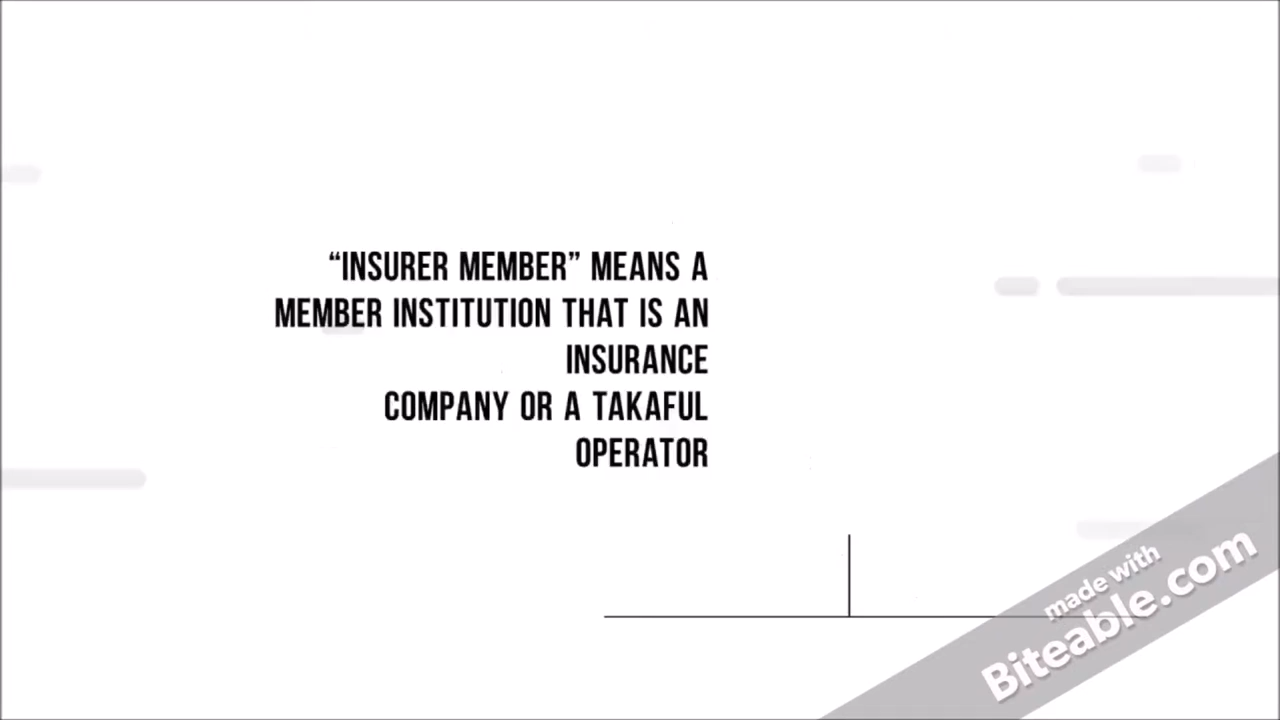 “INSURER MEMBER” MEANS A
MEMBER INSTITUTION THAT IS AN
INSURANCE
COMPANY OR A TAKAFUL
OPERATOR
made with
Biteable.com